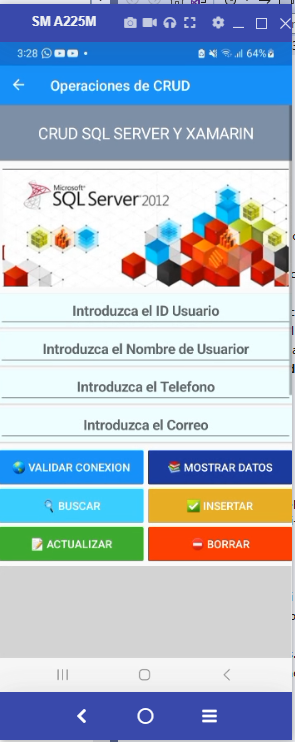 SM A225M
3:28
64%
Operaciones de CRUD
CRUD SQL SERVER Y XAMARIN
Microsoft
SQL Server 2012
Introduzca el ID Usuario
Introduzca el Nombre de Usuarior
Introduzca el Telefono
Introduzca el Correo
VALIDAR CONEXION
MOSTRAR DATOS
BUSCAR
INSERTAR
ACTUALIZAR
BORRAR